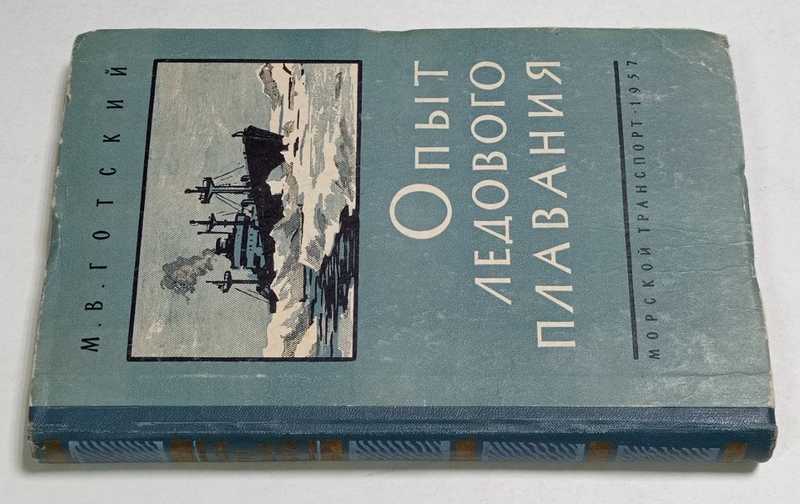 М.В.ГОТСКИЙ
ОПЫТ
ЛЕДОВОГО
ПЛАВАНИЯ
МОРСКОЙ ТРАНСПОРТ·1957